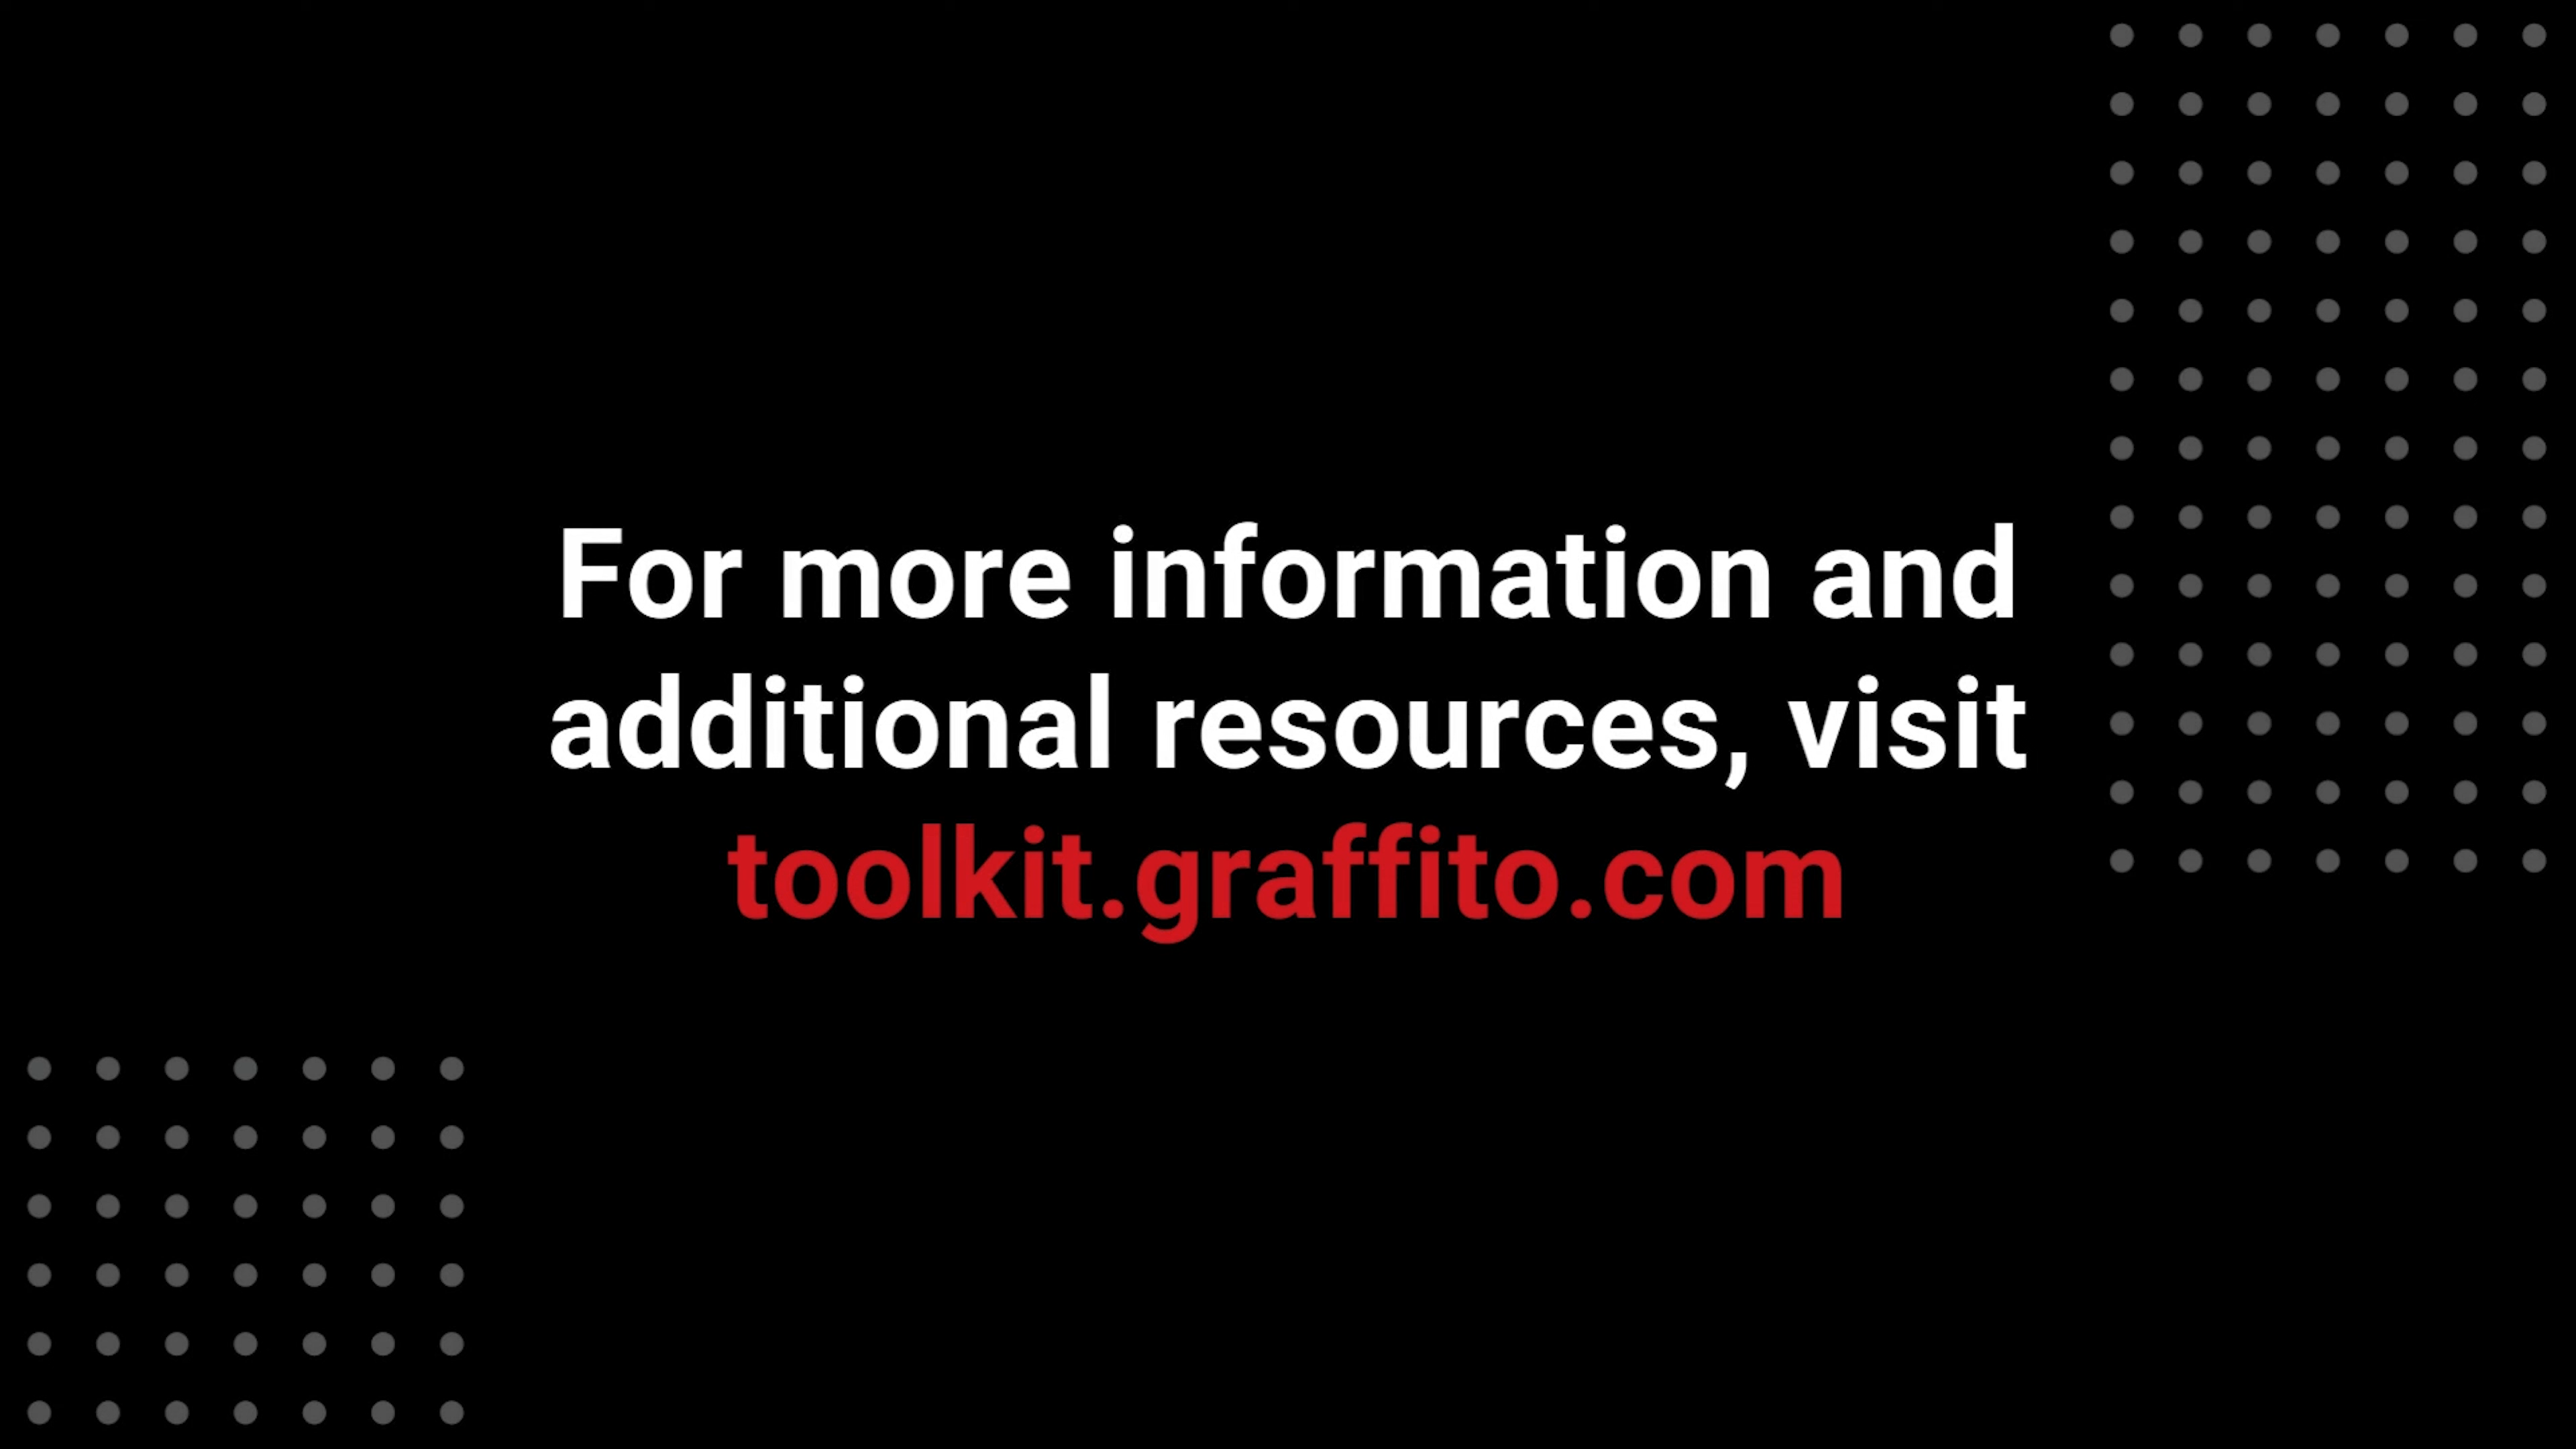 For more information and
additional resources, visit
toolkit.graffito.com